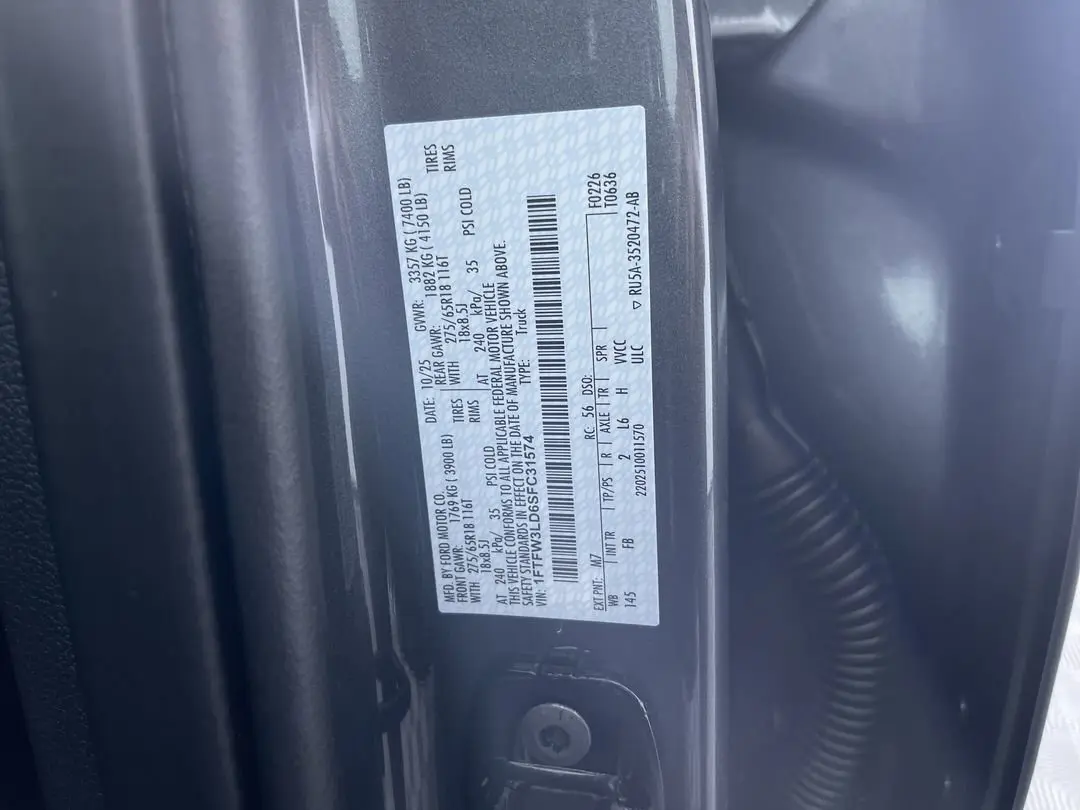 MFD. BY FORD MOTOR CO.
DATE: 10/25 GVWR: 3357 KG ( 7400 LB)
FRONT GAWR: 1769 KG ( 3900 LB) REAR GAWR: 1882 KG ( 4150 LB)
WITH 275/65R18 116T TIRES WITH 275/65R18 116T TIRES
18x8.5J RIMS 18x8.5J RIMS
AT 240 kPa/ 35 PSI COLD AT 240 kPa/ 35 PSI COLD
THIS VEHICLE CONFORMS TO ALL APPLICABLE FEDERAL MOTOR VEHICLE
SAFETY STANDARDS IN EFFECT ON THE DATE OF MANUFACTURE SHOWN ABOVE.
VIN: 1FTFW3LD6SFC31574 TYPE: Truck
EXT PNT: M7 RC: 56 DSO: F0226
WB INT TR TP/PS R AXLE TR SPR T0636
145 FB 2 L6 H VVCC
2202510011570 ULC ▽ RU5A-3520472-AB